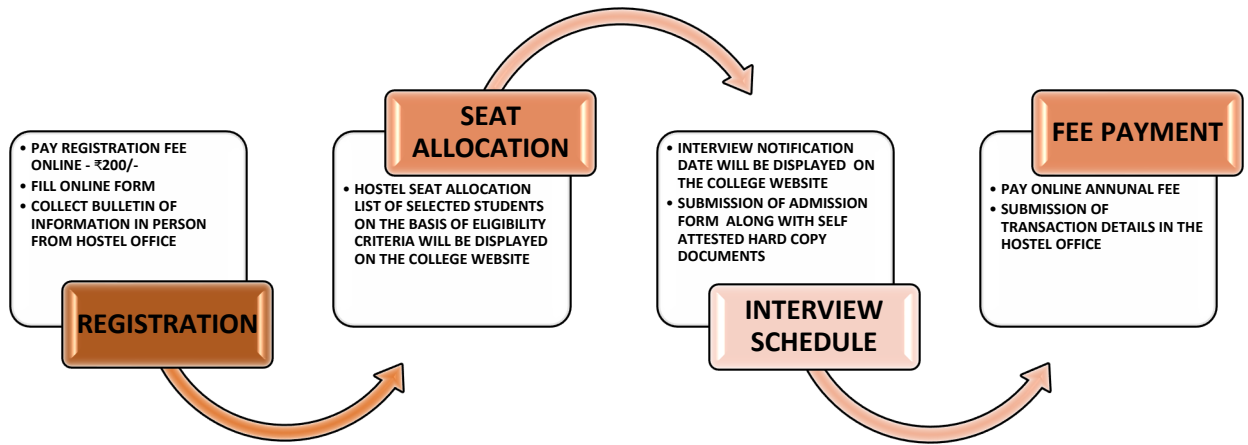 • PAY REGISTRATION FEE
ONLINE - ₹200/-
• FILL ONLINE FORM
• COLLECT BULLETIN OF
INFORMATION IN PERSON
FROM HOSTEL OFFICE
REGISTRATION
SEAT
ALLOCATION
• HOSTEL SEAT ALLOCATION
LIST OF SELECTED STUDENTS
ON THE BASIS OF ELIGIBILITY
CRITERIA WILL BE DISPLAYED
ON THE COLLEGE WEBSITE
• INTERVIEW NOTIFICATION
DATE WILL BE DISPLAYED ON
THE COLLEGE WEBSITE
• SUBMISSION OF ADMISSION
FORM ALONG WITH SELF
ATTESTED HARD COPY
DOCUMENTS
INTERVIEW
SCHEDULE
FEE PAYMENT
• PAY ONLINE ANNUNAL FEE
• SUBMISSION OF
TRANSACTION DETAILS IN THE
HOSTEL OFFICE